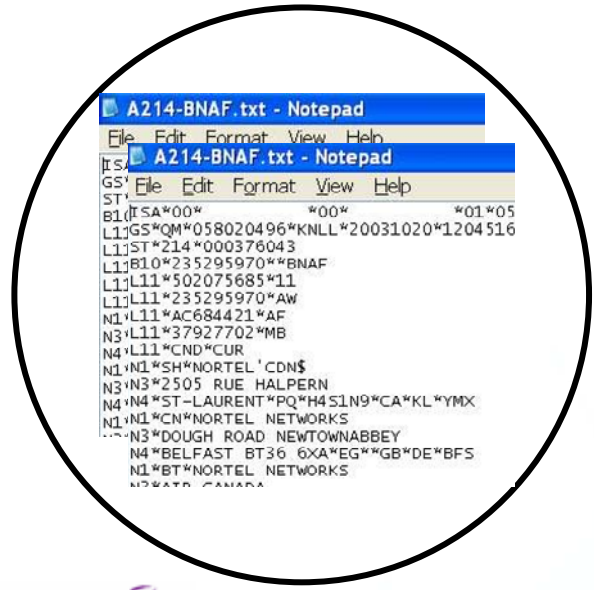 A214-BNAF.txt - Notepad
File Edit Format View Help
A214-BNAF.txt - Notepad
File Edit Format View Help
ISA*00* *00* *01*05
GS*QM*058020496*KNLL*20031020*1204516
ST*214*000376043
B10*235295970**BNAF
L11*502075685*11
L11*235295970*AW
L11*AC684421*AF
L11*37927702*MB
L11*CND*CUR
N1*SH*NORTEL'CDN$
N3*2505 RUE HALPERN
N4*ST-LAURENT*PQ*H4S1N9*CA*KL*YMX
N1*CN*NORTEL NETWORKS
N3*DOUGH ROAD NEWTOWNABBEY
N4*BELFAST BT36 6XA*EG**GB*DE*BFS
N1*BT*NORTEL NETWORKS
N3*AIR CANADA